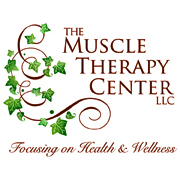 THE
MUSCLE
THERAPY
CENTER
LLC
Focusing on Health & Wellness